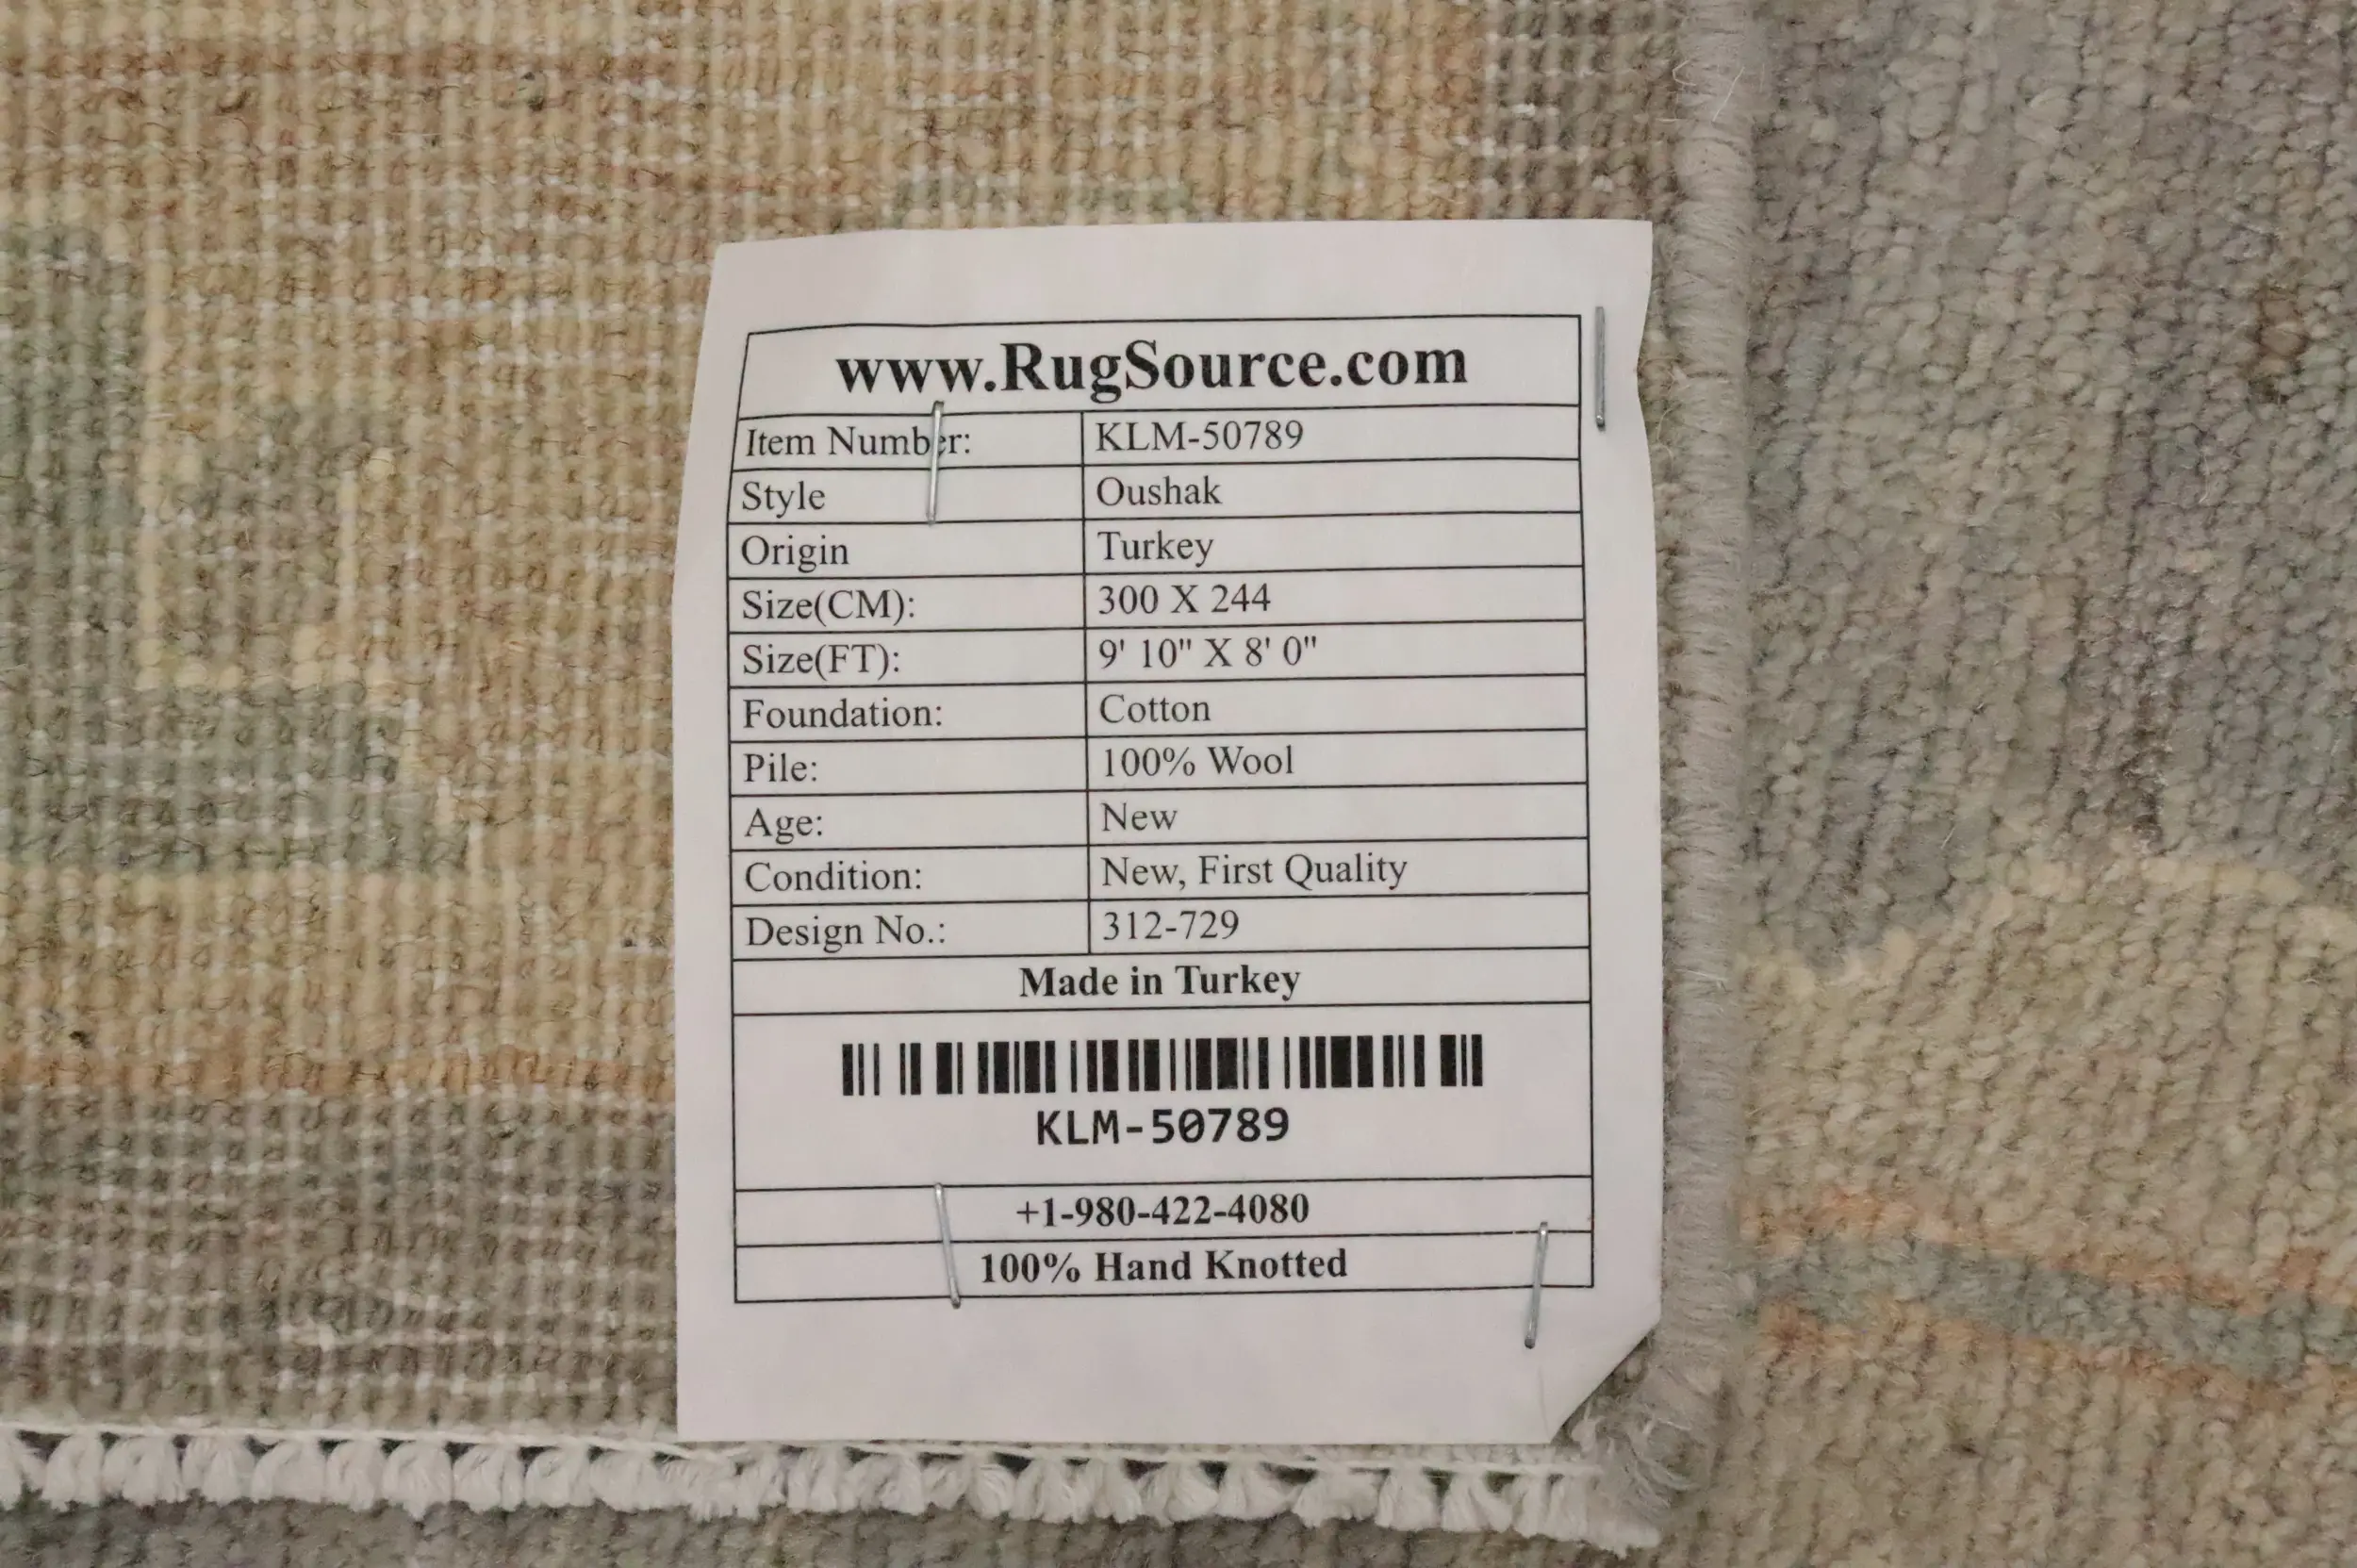 www.RugSource.com
Item Number: KLM-50789
Style Oushak
Origin Turkey
Size(CM): 300 X 244
Size(FT): 9' 10" X 8' 0"
Foundation: Cotton
Pile: 100% Wool
Age: New
Condition: New, First Quality
Design No.: 312-729
Made in Turkey
KLM-50789
+1-980-422-4080
100% Hand Knotted